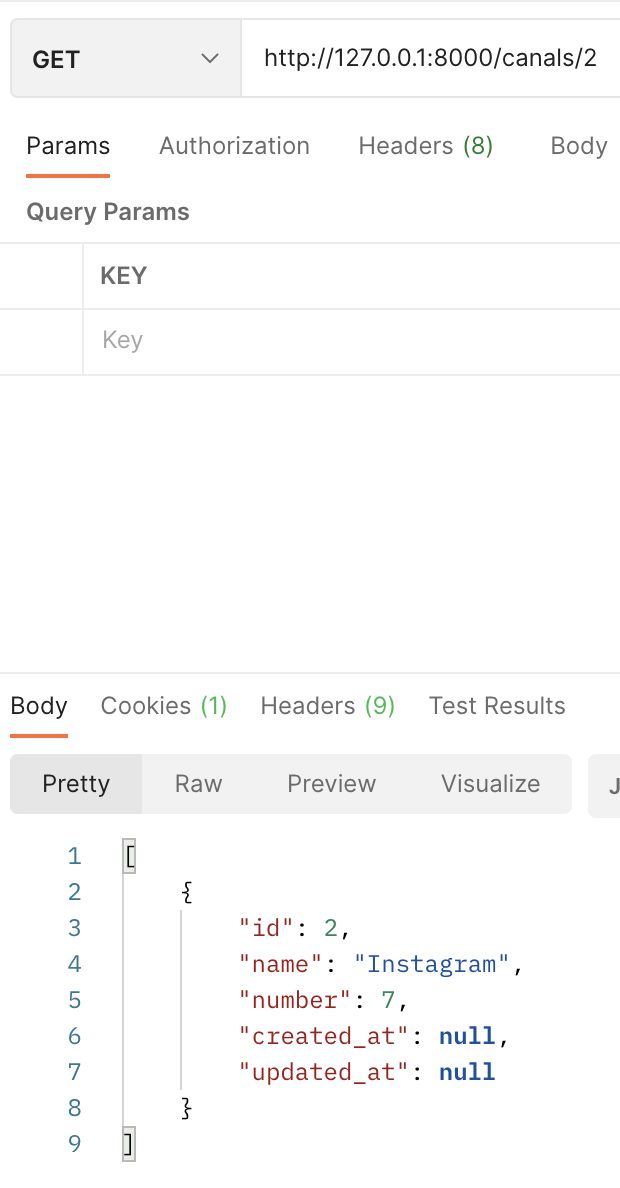 GET http://127.0.0.1:8000/canals/2
Params Authorization Headers (8) Body
Query Params
KEY
Key
Body Cookies (1) Headers (9) Test Results
Pretty Raw Preview Visualize J
1 [
2 {
3 "id": 2,
4 "name": "Instagram",
5 "number": 7,
6 "created_at": null,
7 "updated_at": null
8 }
9 ]